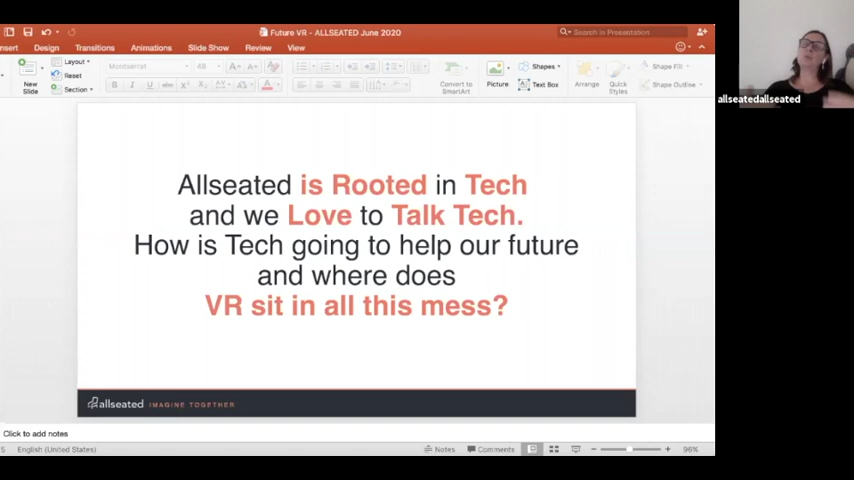 Future VR - ALLSEATED June 2020
Search in Presentation
nsert Design Transitions Animations Slide Show Review View
New Slide
Layout
Reset
Section
Montserrat 48
Convert to SmartArt
Picture
Shapes
Text Box
Arrange
Quick Styles
Shape Fill
Shape Outline
allseatedallseated
Allseated is Rooted in Tech
and we Love to Talk Tech.
How is Tech going to help our future
and where does
VR sit in all this mess?
allseated IMAGINE TOGETHER
Click to add notes
5 English (United States) Notes Comments 96%